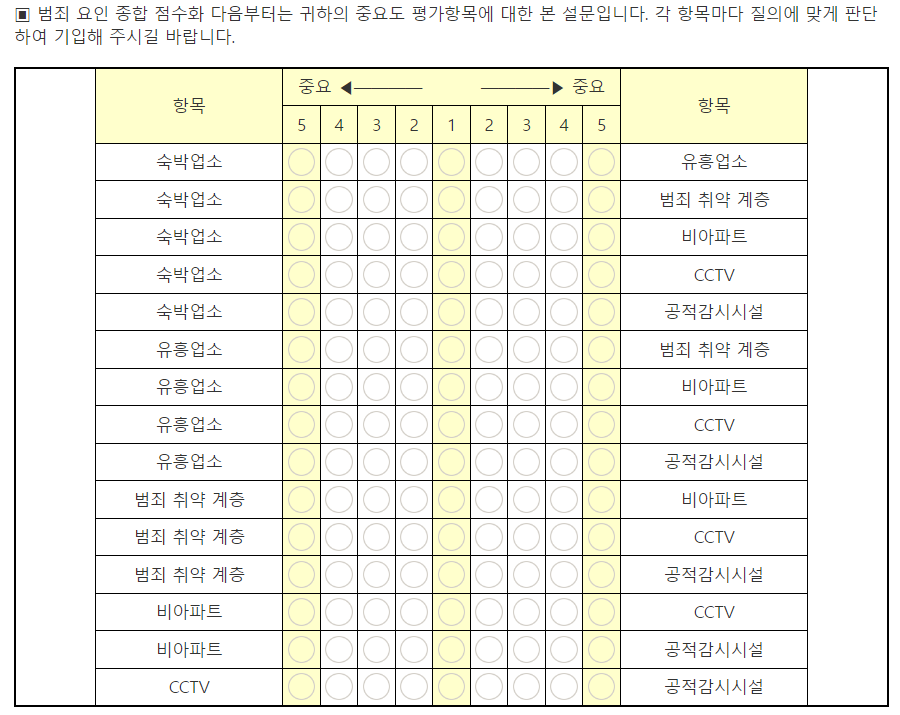 ▣ 범죄 요인 종합 점수화 다음부터는 귀하의 중요도 평가항목에 대한 본 설문입니다. 각 항목마다 질의에 맞게 판단
하여 기입해 주시길 바랍니다.
항목 중요 ◀──── ────▶ 중요 항목
5 4 3 2 1 2 3 4 5
숙박업소 유흥업소
숙박업소 범죄 취약 계층
숙박업소 비아파트
숙박업소 CCTV
숙박업소 공적감시시설
유흥업소 범죄 취약 계층
유흥업소 비아파트
유흥업소 CCTV
유흥업소 공적감시시설
범죄 취약 계층 비아파트
범죄 취약 계층 CCTV
범죄 취약 계층 공적감시시설
비아파트 CCTV
비아파트 공적감시시설
CCTV 공적감시시설